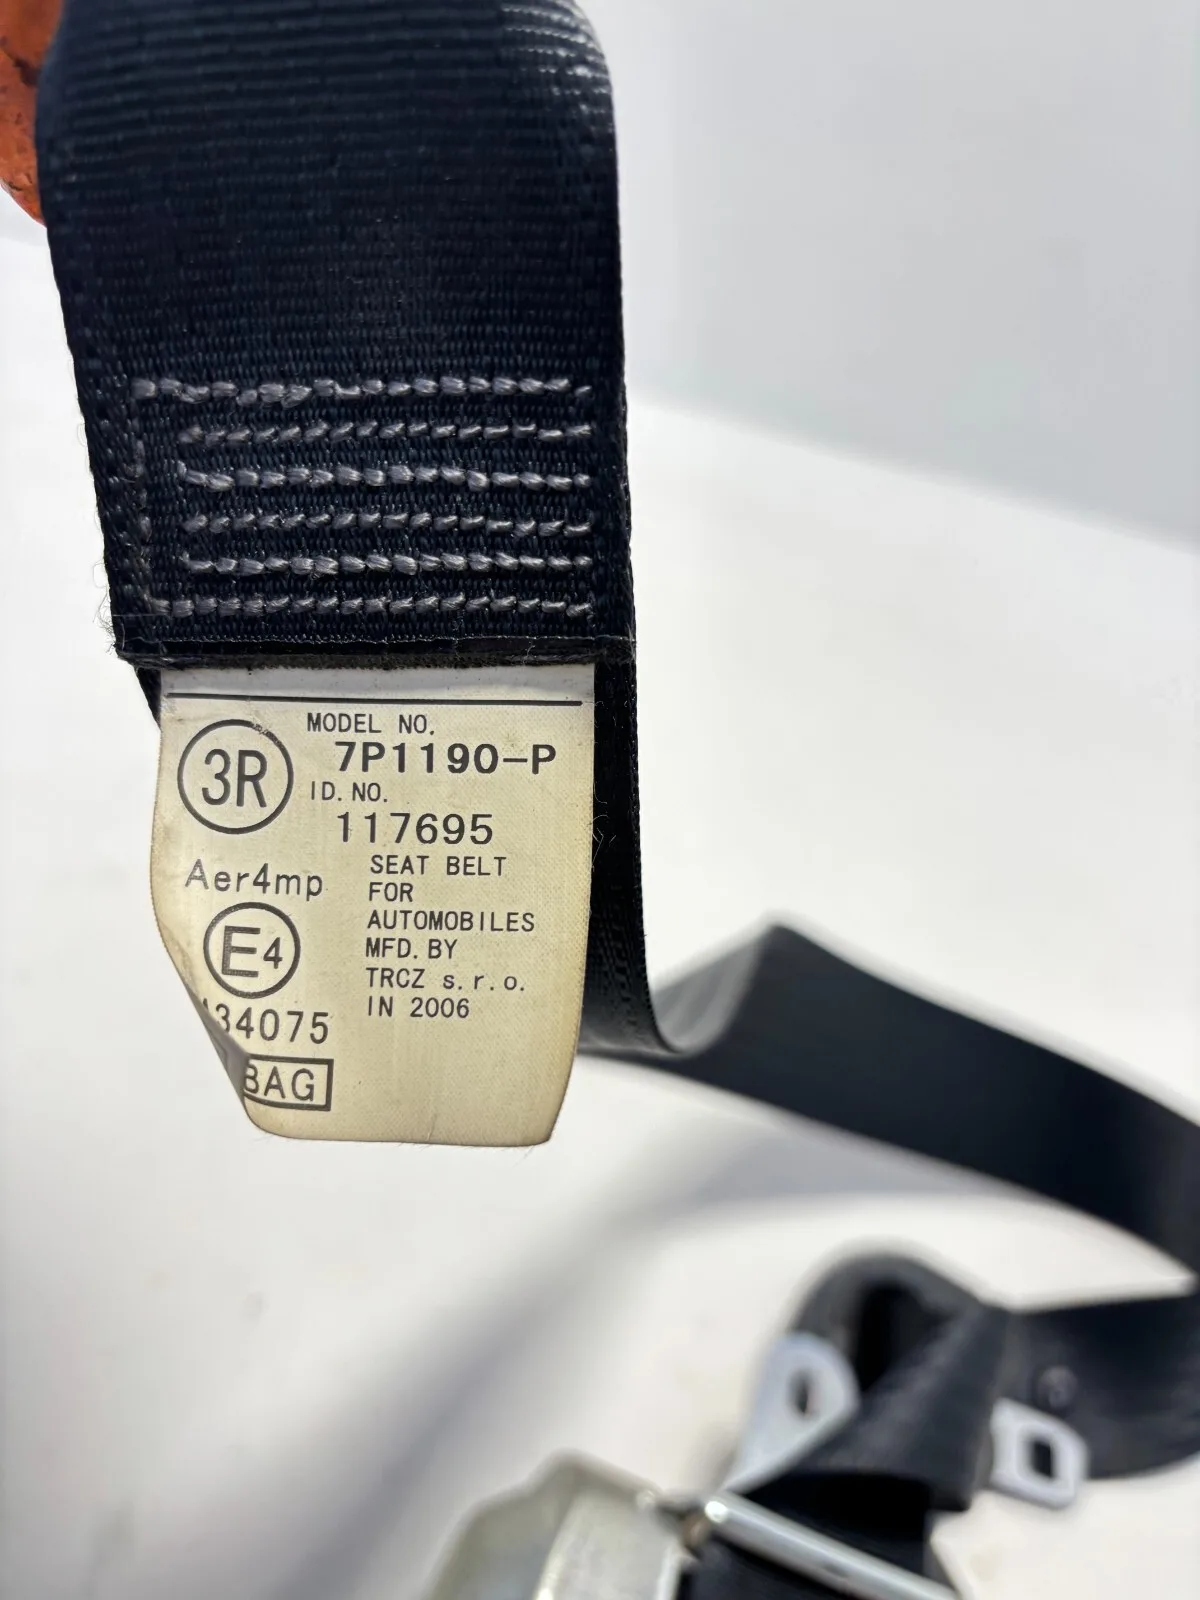 MODEL NO.
7P1190-P
3R
ID. NO.
117695
SEAT BELT
FOR
AUTOMOBILES
MFD. BY
TRCZ s.r.o.
IN 2006
Aer4mp
E4
34075
BAG